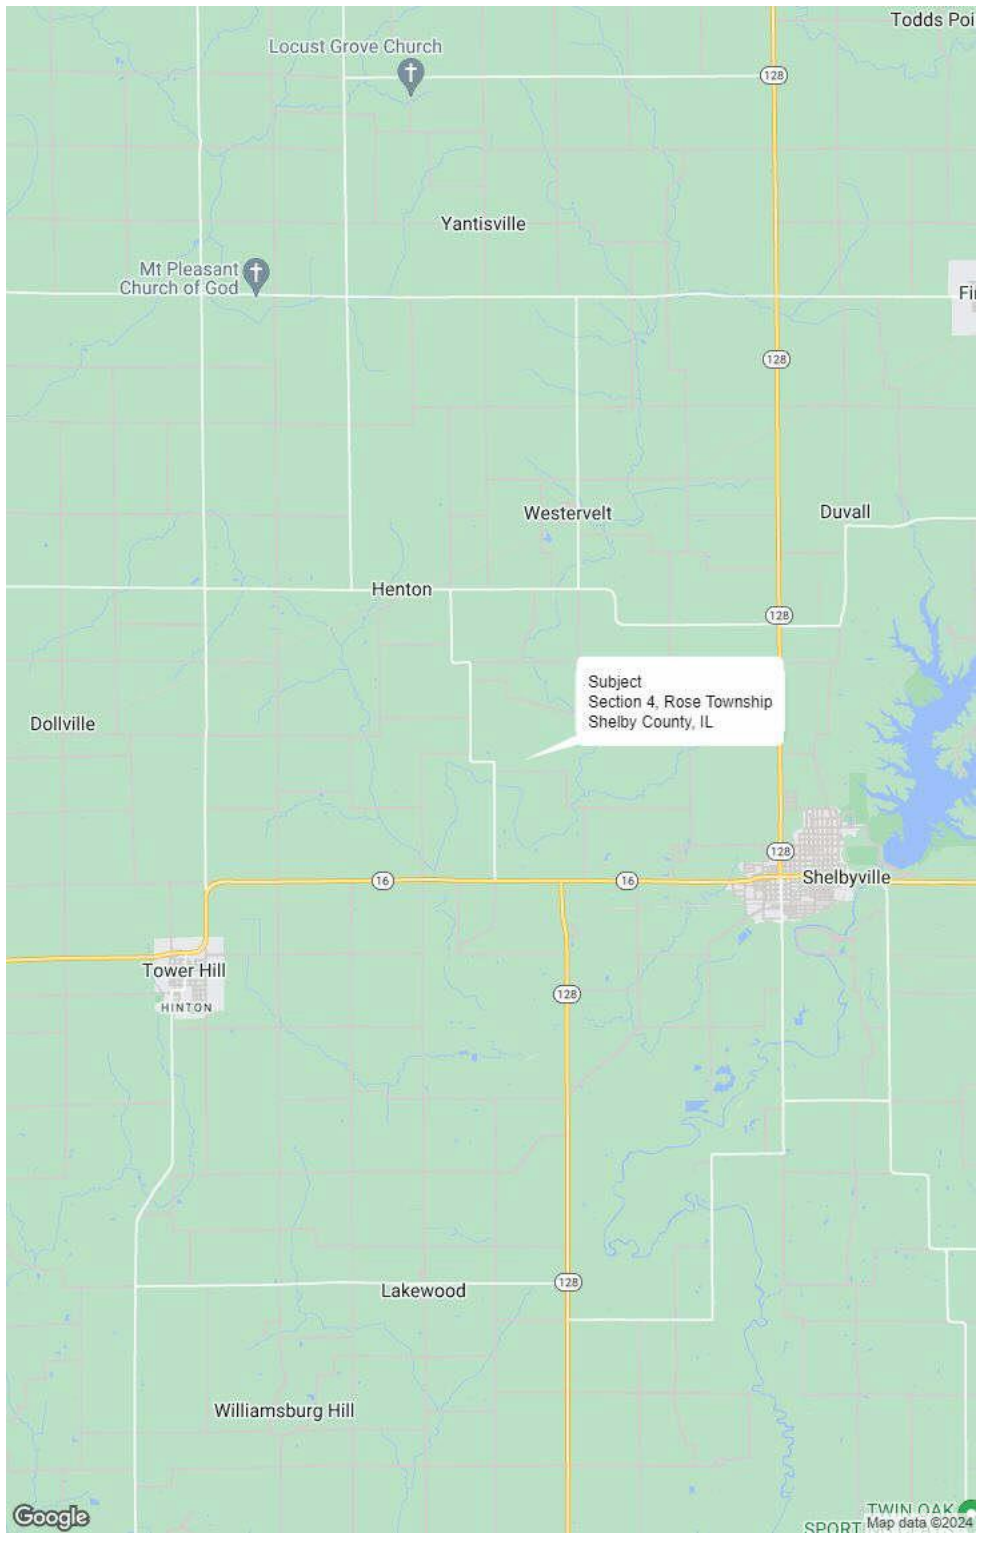 Todds Poi
Locust Grove Church
128
Yantisville
Mt Pleasant
Church of God
Fi
128
Westervelt
Duvall
Henton
128
Subject
Section 4, Rose Township
Shelby County, IL
Dollville
128
Shelbyville
16
16
Tower Hill
128
HINTON
128
Lakewood
Williamsburg Hill
TWIN OAK
Google
Map data ©2024
SPORT